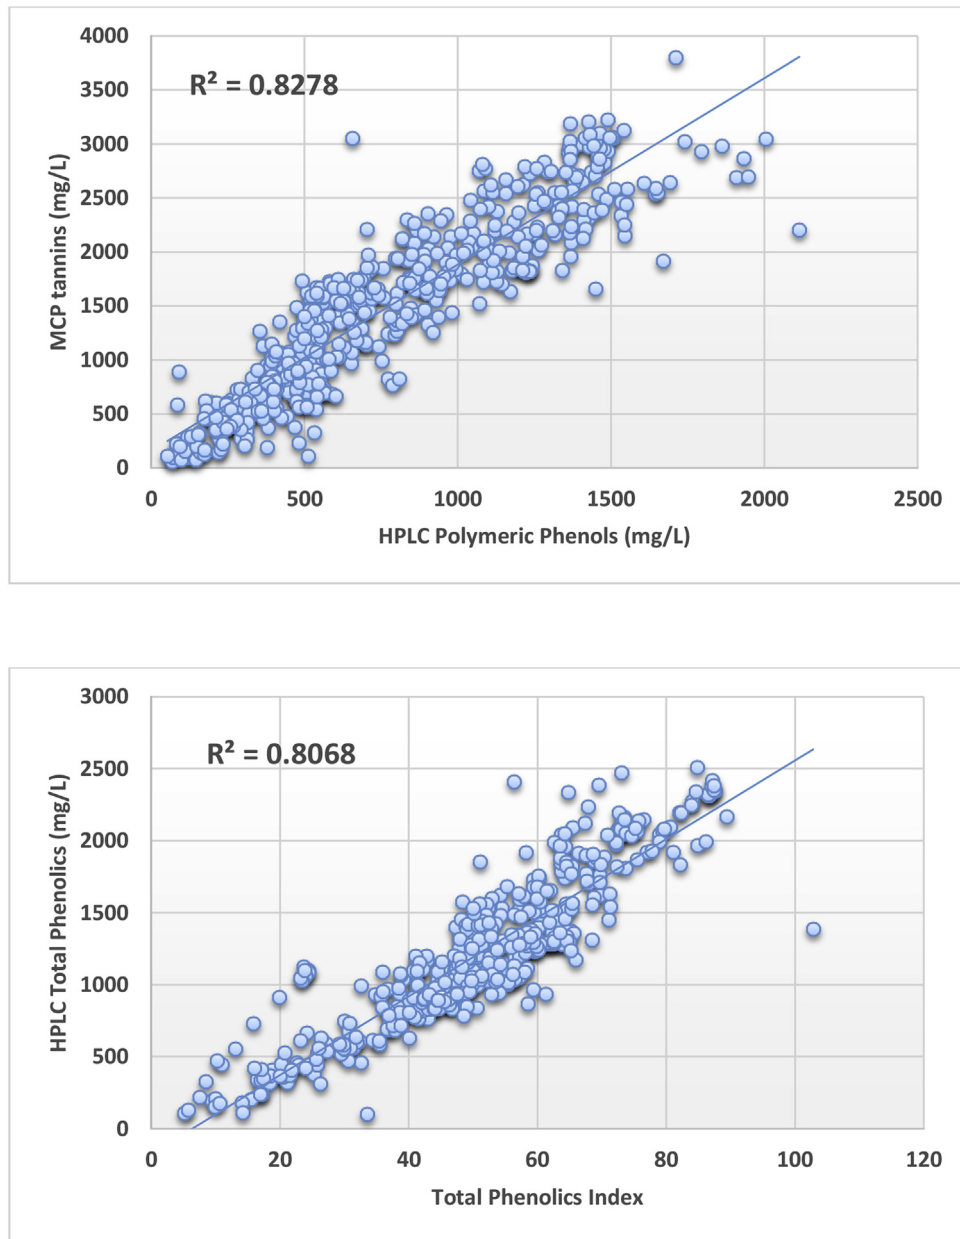 4000
R² = 0.8278
3500
3000
2500
2000
1500
1000
500
0
MCP tannins (mg/L)
0 500 1000 1500 2000 2500
HPLC Polymeric Phenols (mg/L)
3000
R² = 0.8068
2500
2000
1500
1000
500
0
HPLC Total Phenolics (mg/L)
0 20 40 60 80 100 120
Total Phenolics Index